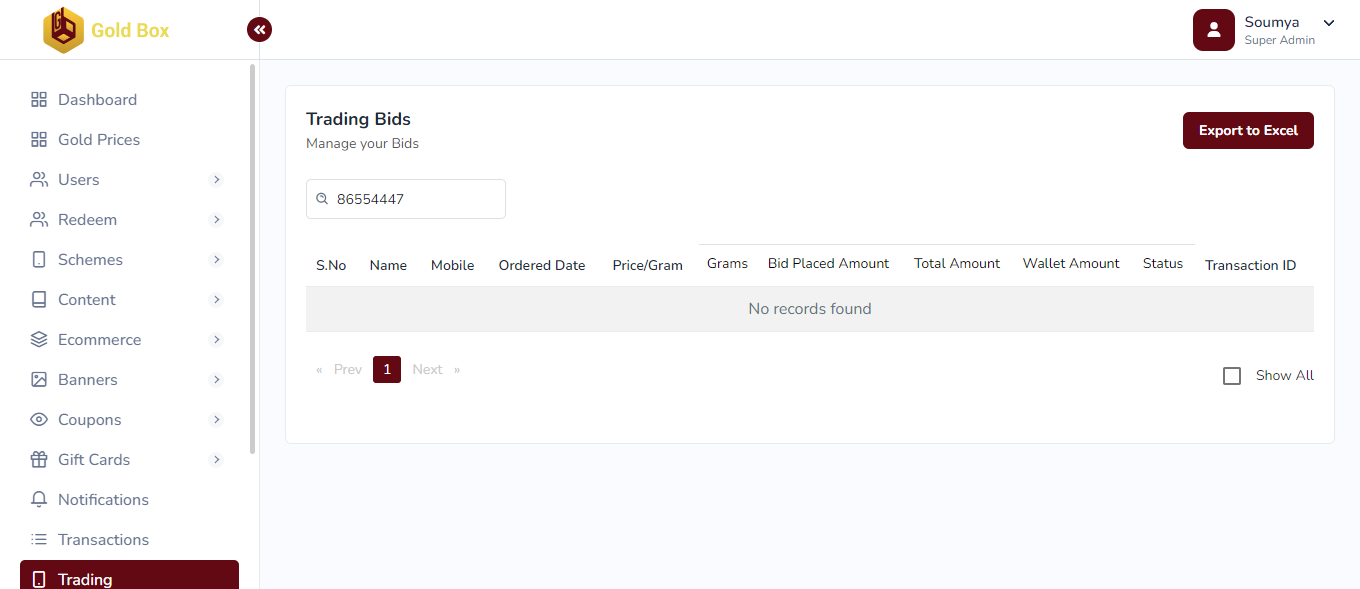 Gold Box
Soumya
Super Admin
Dashboard
Gold Prices
Users
Redeem
Schemes
Content
Ecommerce
Banners
Coupons
Gift Cards
Notifications
Transactions
Trading
Trading Bids
Manage your Bids
Export to Excel
86554447
S.No Name Mobile Ordered Date Price/Gram Grams Bid Placed Amount Total Amount Wallet Amount Status Transaction ID
No records found
« Prev 1 Next »
Show All